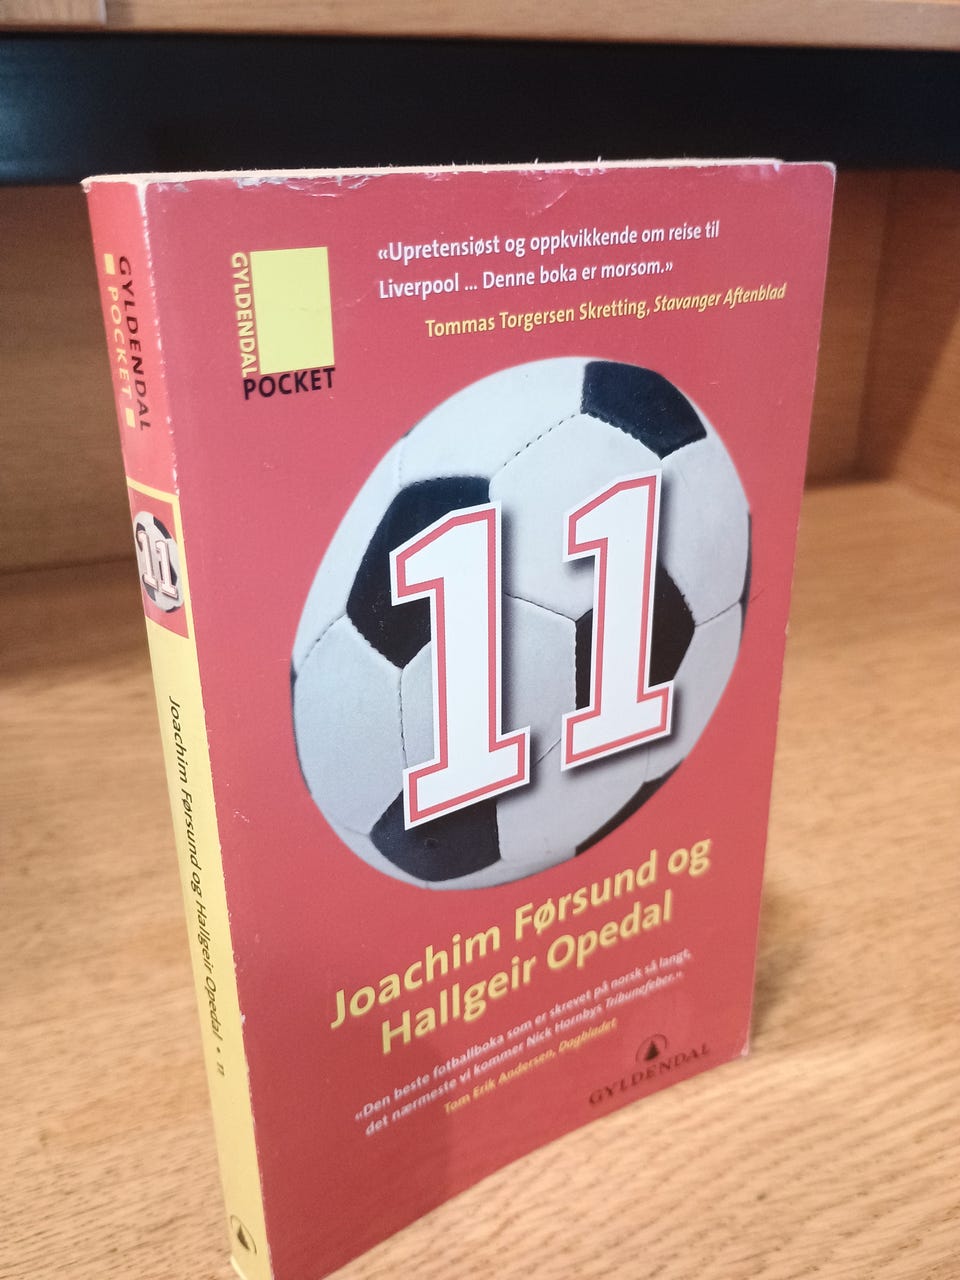 GYLDENDAL
POCKET
11
Joachim Førsund og Hallgeir Opedal • 11
GYLDENDAL
POCKET
«Upretensiøst og oppkvikkende om reise til
Liverpool ... Denne boka er morsom.»
Tommas Torgersen Skretting, Stavanger Aftenblad
11
Joachim Førsund og
Hallgeir Opedal
«Den beste fotballboka som er skrevet på norsk så langt,
det nærmeste vi kommer Nick Hornbys Tribunefeber.»
Tom Erik Andersen, Dagbladet
GYLDENDAL